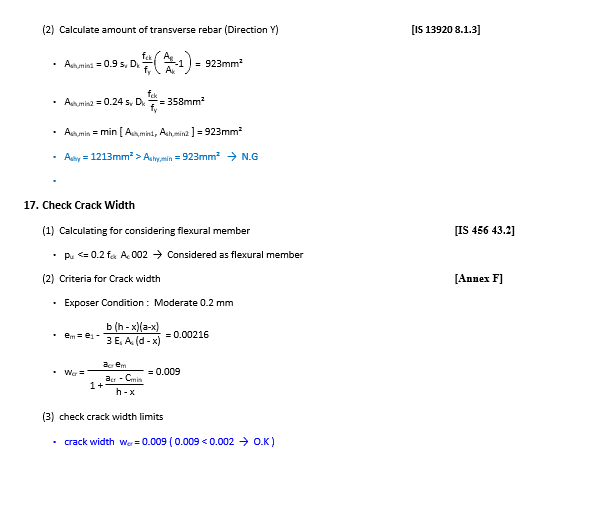 (2) Calculate amount of transverse rebar (Direction Y) [IS 13920 8.1.3]
• Ash,min1 = 0.9 sv Dk fck/fy (Ag/Ak -1) = 923mm²
• Ash,min2 = 0.24 sv Dk fck/fy = 358mm²
• Ash,min = min [ Ash,min1, Ash,min2 ] = 923mm²
• Ashy = 1213mm² > Ashy,min = 923mm² → N.G
•
17. Check Crack Width
(1) Calculating for considering flexural member [IS 456 43.2]
• pu <= 0.2 fck Ac 002 → Considered as flexural member
(2) Criteria for Crack width [Annex F]
• Exposer Condition : Moderate 0.2 mm
• em = e1 - b (h - x)(a-x) / 3 Es As (d - x) = 0.00216
• Wcr = acr em / 1 + acr - Cmin / h - x = 0.009
(3) check crack width limits
• crack width wcr = 0.009 ( 0.009 < 0.002 → O.K )